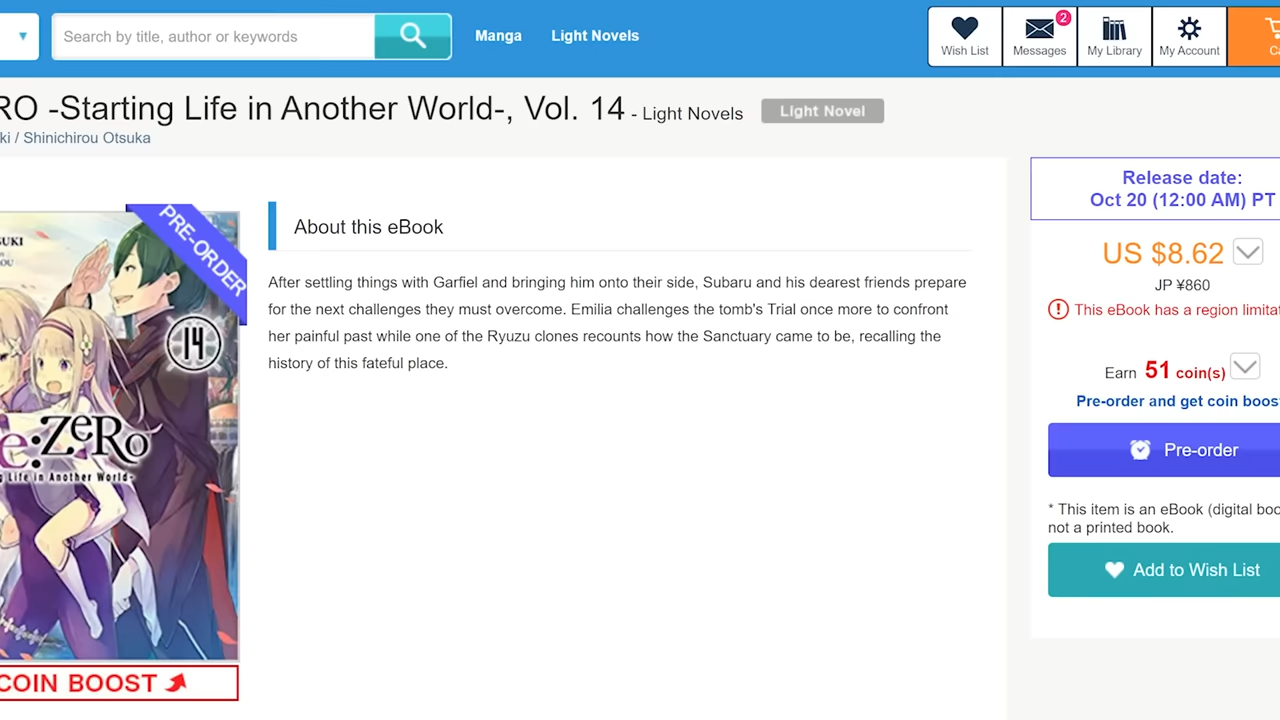 Search by title, author or keywords
Manga
Light Novels
Wish List
2
Messages
My Library
My Account
RO -Starting Life in Another World-, Vol. 14 - Light Novels
Light Novel
ki / Shinichirou Otsuka
PRE-ORDER
14
e:ZeRo
g Life in Another World-
COIN BOOST
About this eBook
After settling things with Garfiel and bringing him onto their side, Subaru and his dearest friends prepare
for the next challenges they must overcome. Emilia challenges the tomb's Trial once more to confront
her painful past while one of the Ryuzu clones recounts how the Sanctuary came to be, recalling the
history of this fateful place.
Release date:
Oct 20 (12:00 AM) PT
US $8.62
JP ¥860
This eBook has a region limitat
Earn 51 coin(s)
Pre-order and get coin boos
Pre-order
* This item is an eBook (digital boo
not a printed book.
Add to Wish List